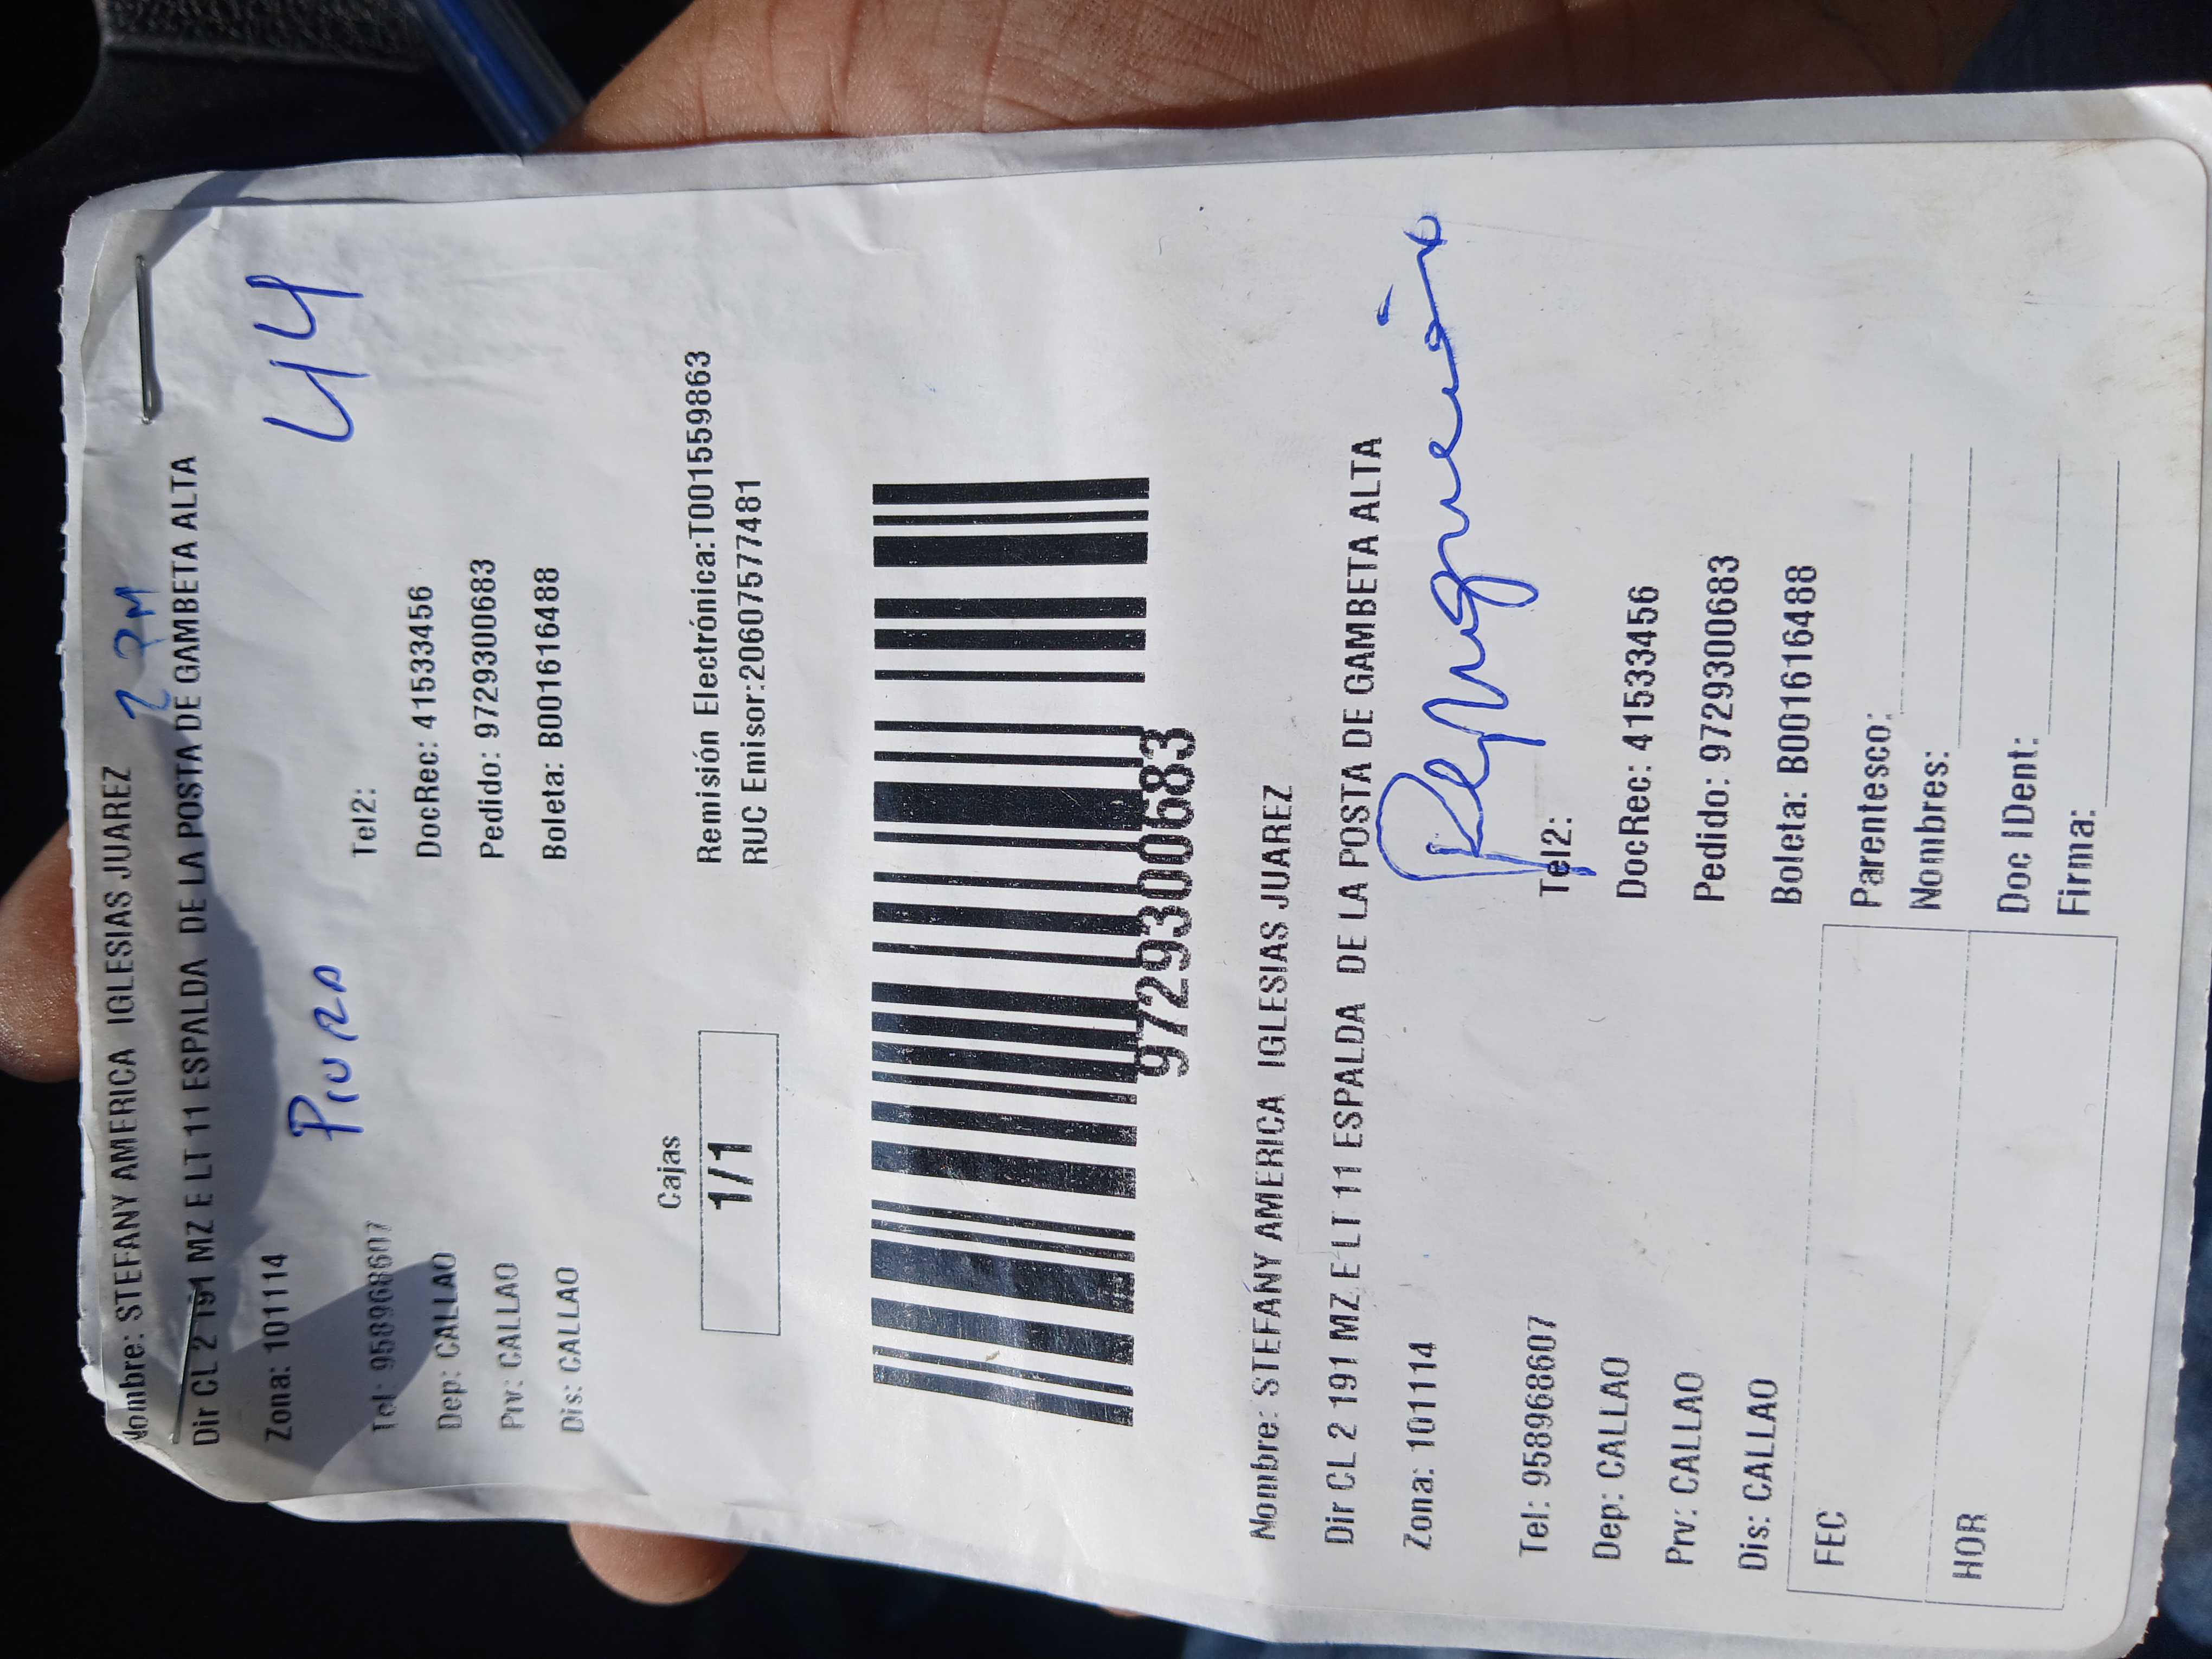 Nombre: STEFANY AMERICA IGLESIAS JUAREZ
2 PM
Dir CL 2 191 MZ E LT 11 ESPALDA DE LA POSTA DE GAMBETA ALTA
Zona: 101114
Piura
44
Tel: 958968607 Tel2:
Dep: CALLAO DocRec: 41533456
Prv: CALLAO Pedido: 9729300683
Dis: CALLAO Boleta: B001616488
Cajas
1/1
Remisión Electrónica:T001559863
RUC Emisor:20607577481
9729300683
Nombre: STEFANY AMERICA IGLESIAS JUAREZ
Dir CL 2 191 MZ E LT 11 ESPALDA DE LA POSTA DE GAMBETA ALTA
Zona: 101114
Tel: 958968607 Tel2:
Dep: CALLAO DocRec: 41533456
Prv: CALLAO Pedido: 9729300683
Dis: CALLAO Boleta: B001616488
FEC
HOR
Parentesco:
Nombres:
Doc IDent:
Firma: